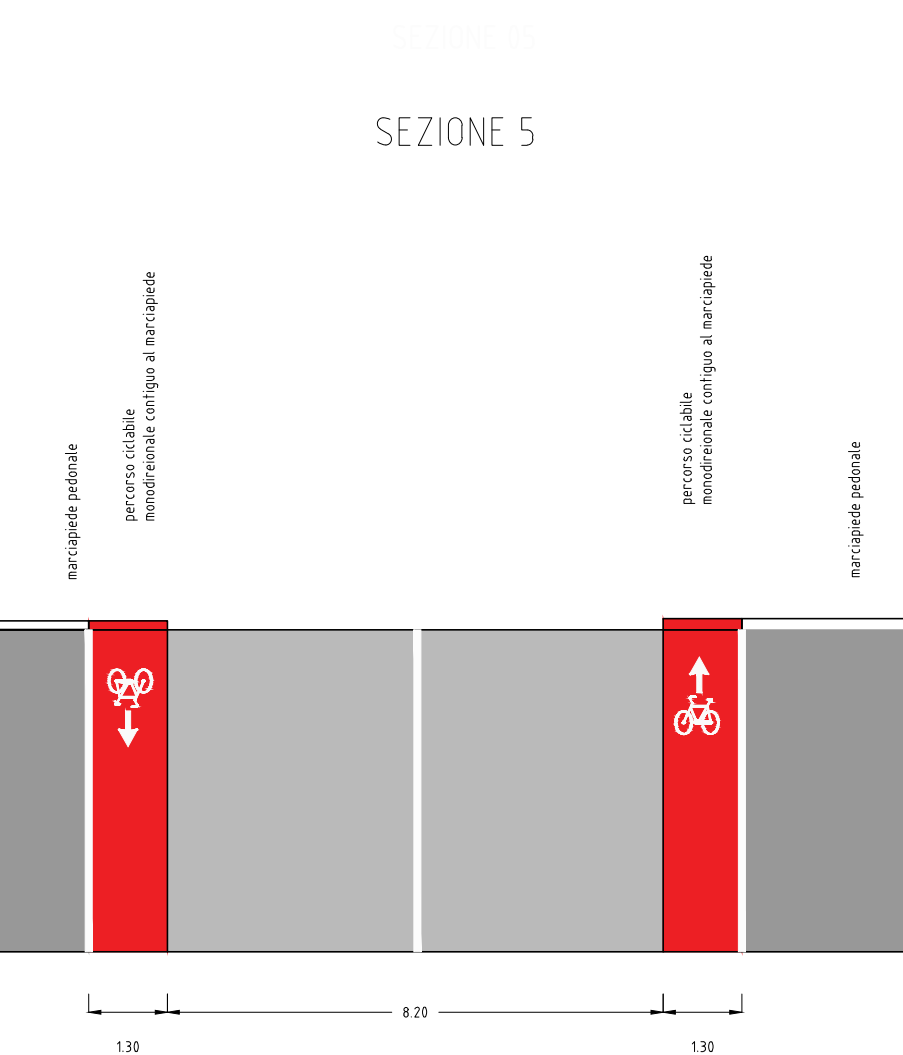 SEZIONE 05
SEZIONE 5
marciapiede pedonale
percorso ciclabile
monodireionale contiguo al marciapiede
percorso ciclabile
monodireionale contiguo al marciapiede
marciapiede pedonale
8.20
1.30
1.30